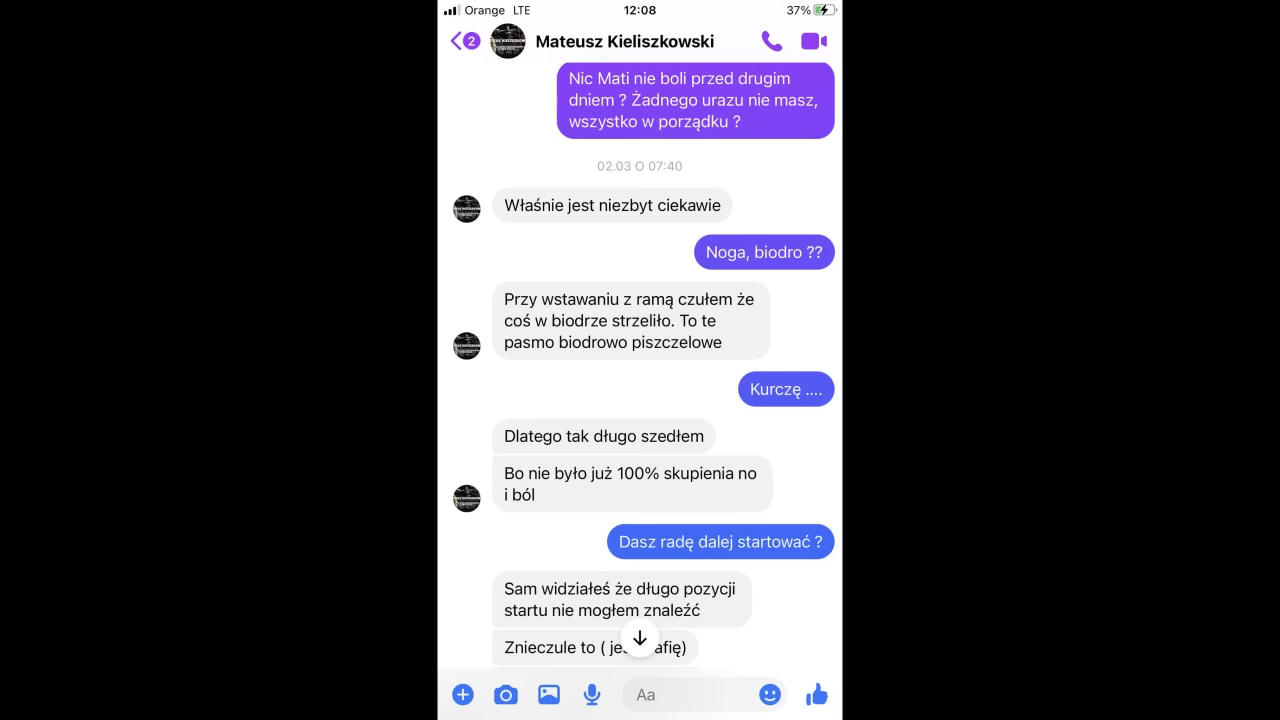 Orange LTE 12:08 37%
2 Mateusz Kieliszkowski
Nic Mati nie boli przed drugim
dniem ? Żadnego urazu nie masz,
wszystko w porządku ?
02.03 O 07:40
Właśnie jest niezbyt ciekawie
Noga, biodro ??
Przy wstawaniu z ramą czułem że
coś w biodrze strzeliło. To te
pasmo biodrowo piszczelowe
Kurczę ....
Dlatego tak długo szedłem
Bo nie było już 100% skupienia no
i ból
Dasz radę dalej startować ?
Sam widziałeś że długo pozycji
startu nie mogłem znaleźć
Znieczule to (
Aa